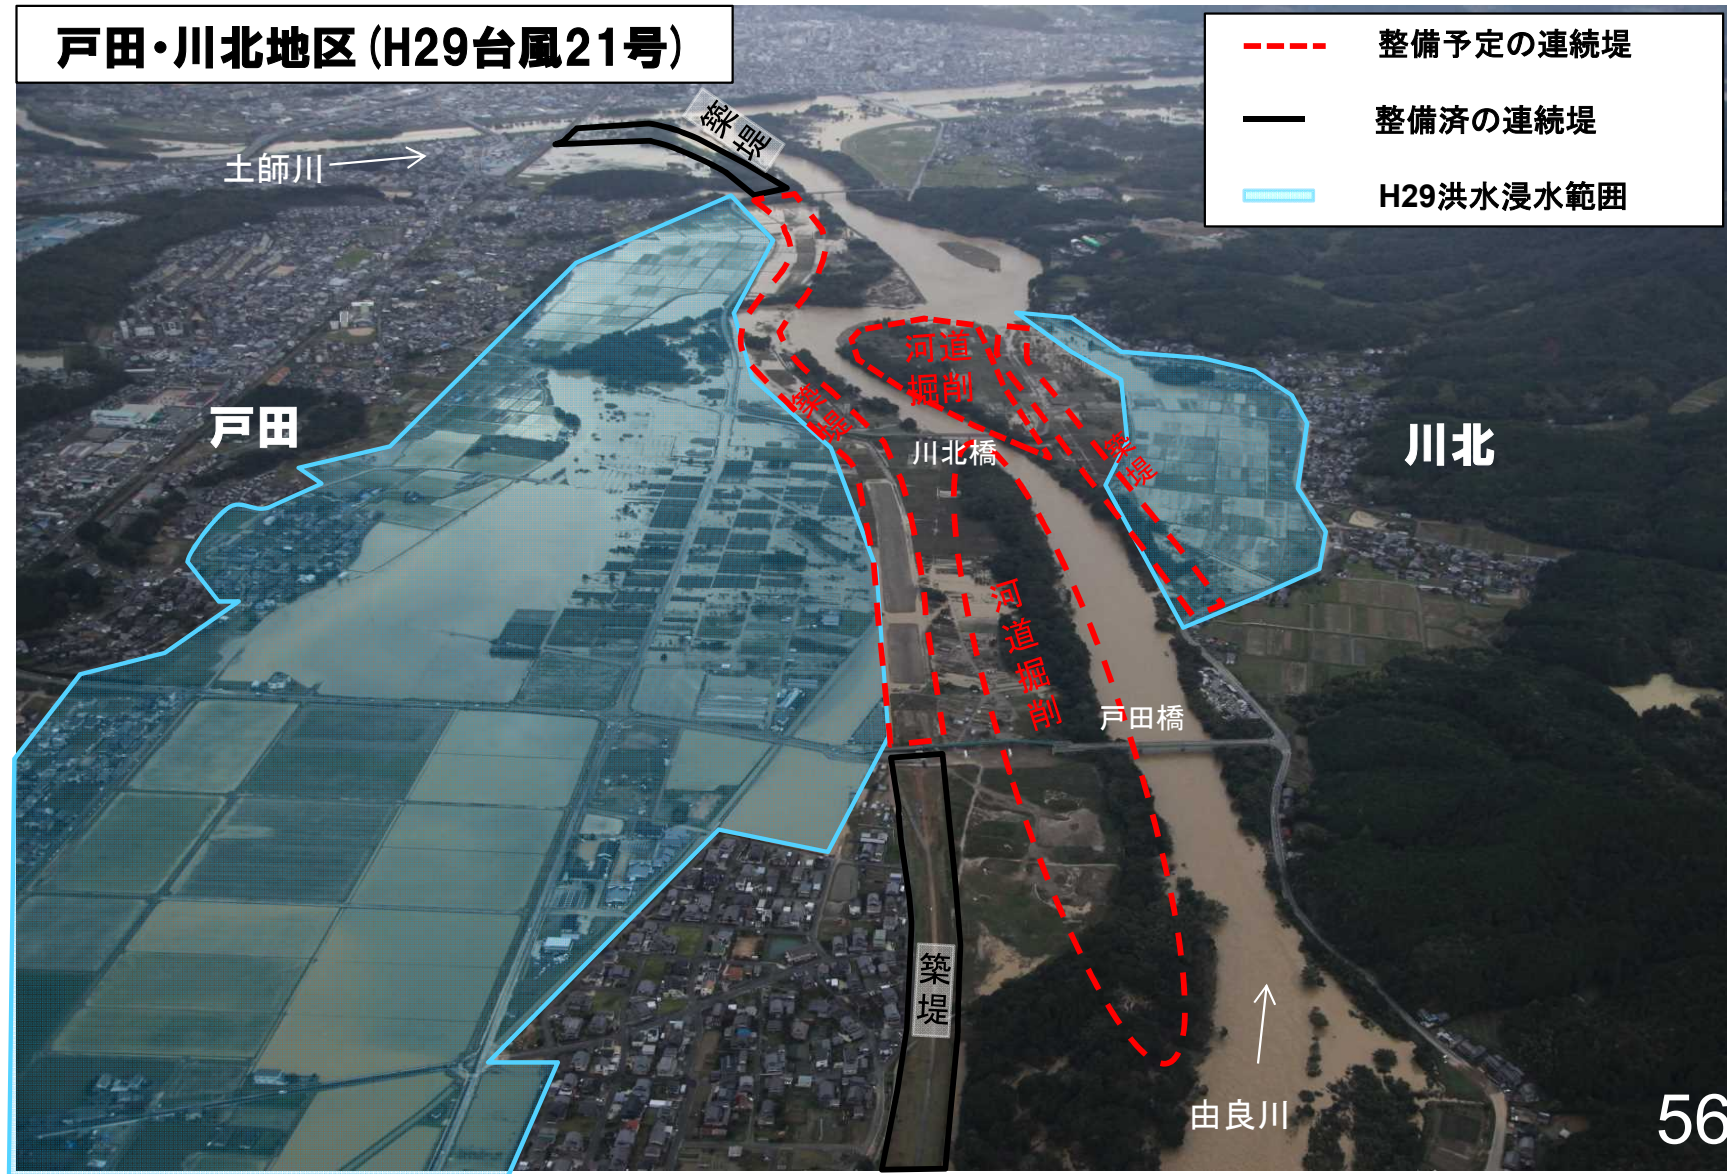 戸田・川北地区(H29台風21号)
整備予定の連続堤
整備済の連続堤
H29洪水浸水範囲
築堤
土師川
河道
掘削
築堤
戸田
川北橋
川北
築堤
河道掘削
戸田橋
築堤
由良川
56